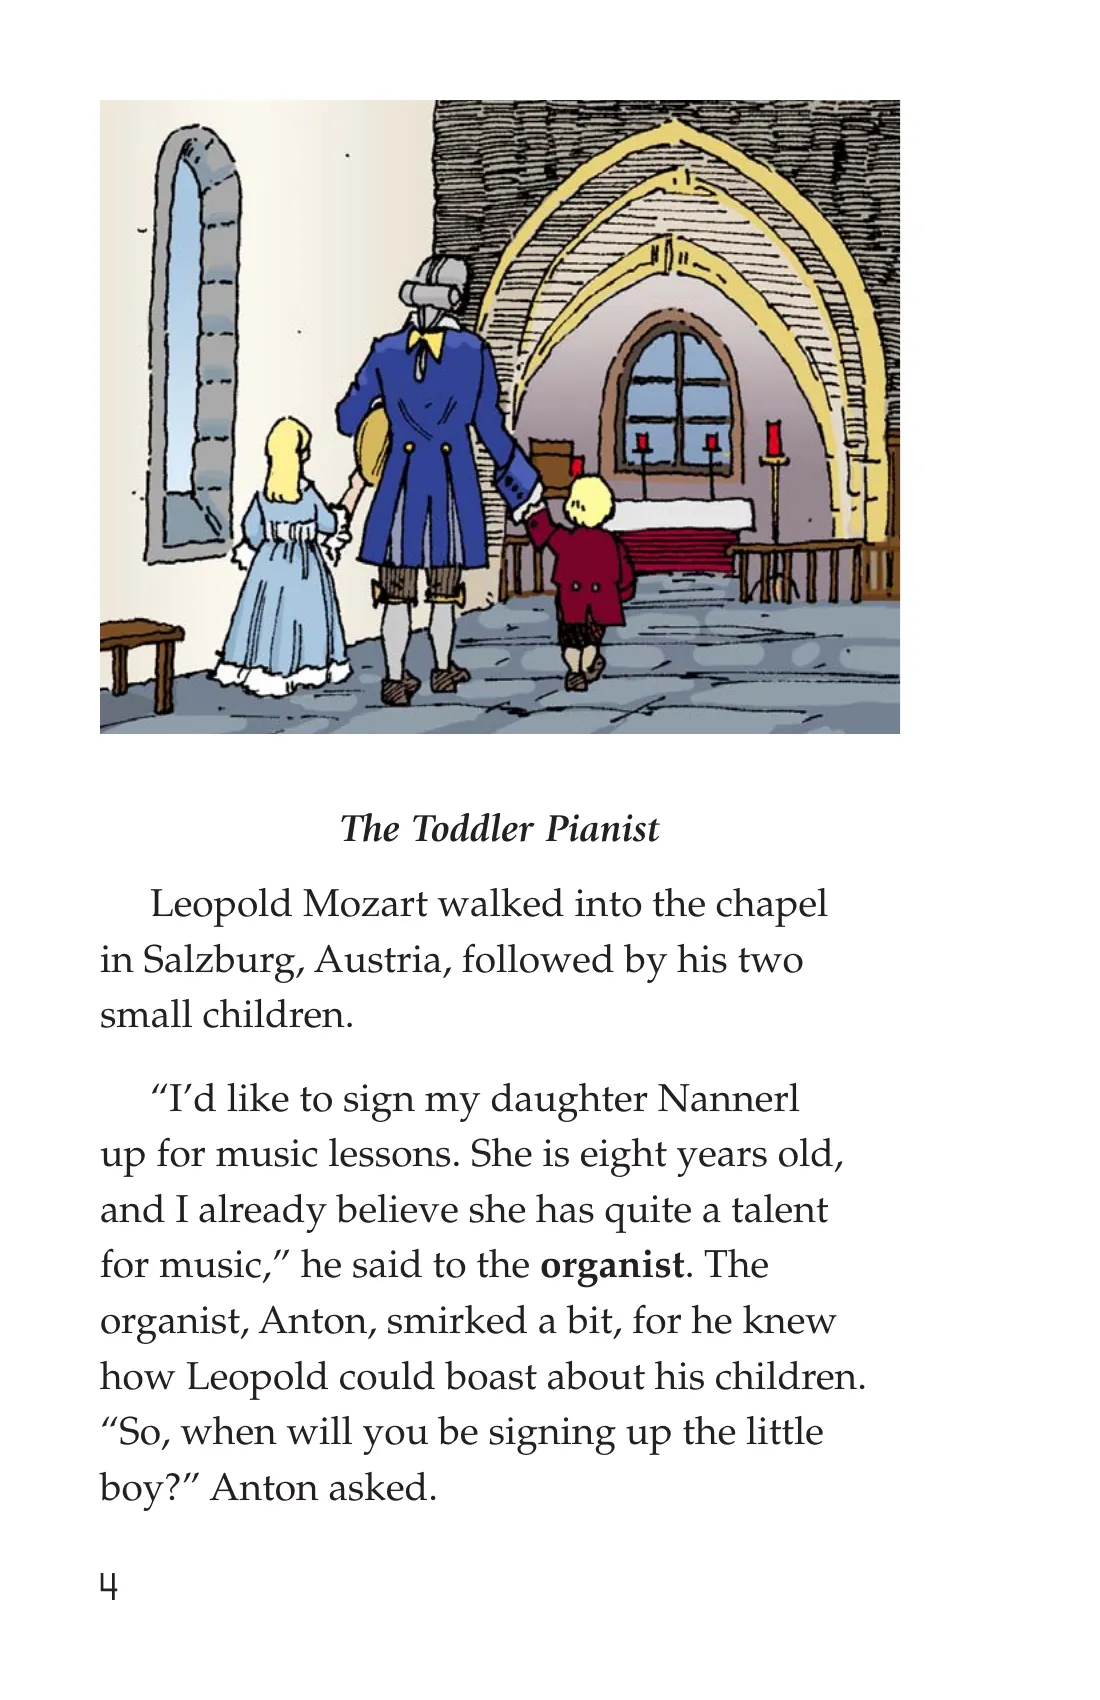 The Toddler Pianist
Leopold Mozart walked into the chapel
in Salzburg, Austria, followed by his two
small children.
“I’d like to sign my daughter Nannerl
up for music lessons. She is eight years old,
and I already believe she has quite a talent
for music,” he said to the organist. The
organist, Anton, smirked a bit, for he knew
how Leopold could boast about his children.
“So, when will you be signing up the little
boy?” Anton asked.
4